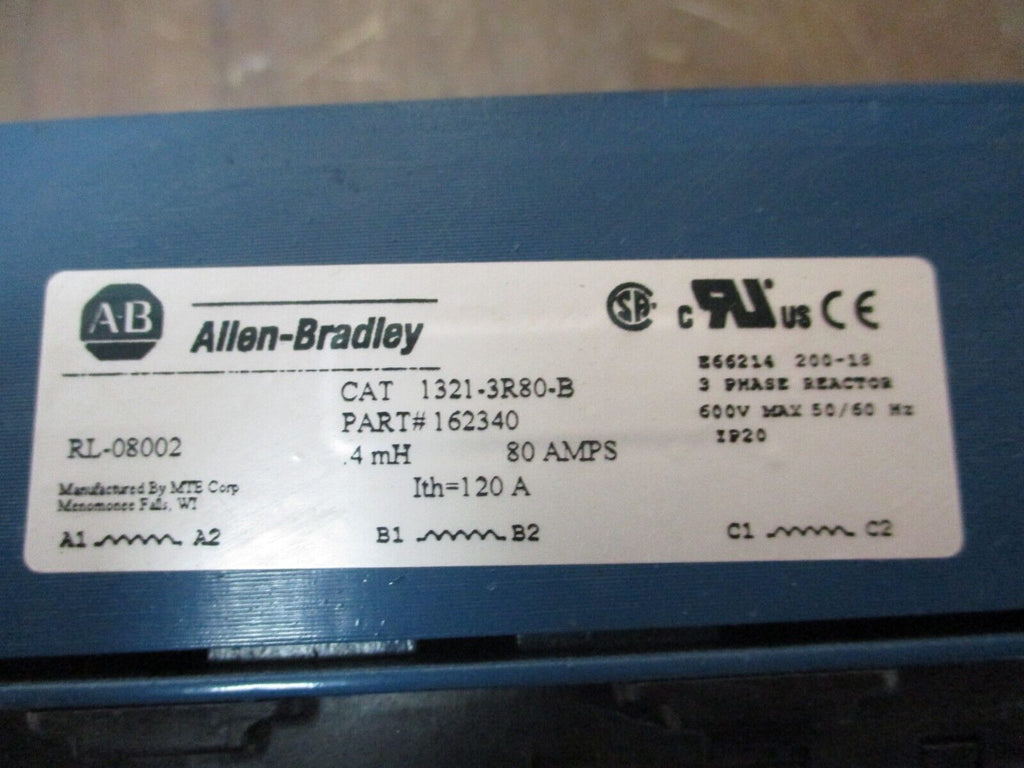 A-B
Allen-Bradley
SA
C RU US CE
E66214 200-18
3 PHASE REACTOR
600V MAX 50/60 Hz
IP20
CAT 1321-3R80-B
PART# 162340
RL-08002
.4 mH 80 AMPS
Manufactured By MTE Corp
Menomonee Falls, WI
Ith=120 A
A1 A2 B1 B2 C1 C2